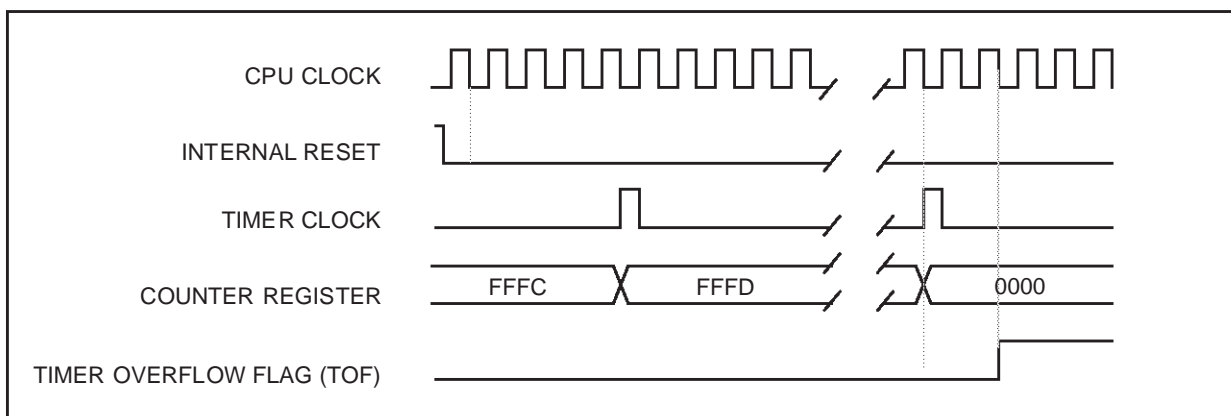 CPU CLOCK
INTERNAL RESET
TIMER CLOCK
COUNTER REGISTER FFFC FFFD 0000
TIMER OVERFLOW FLAG (TOF)